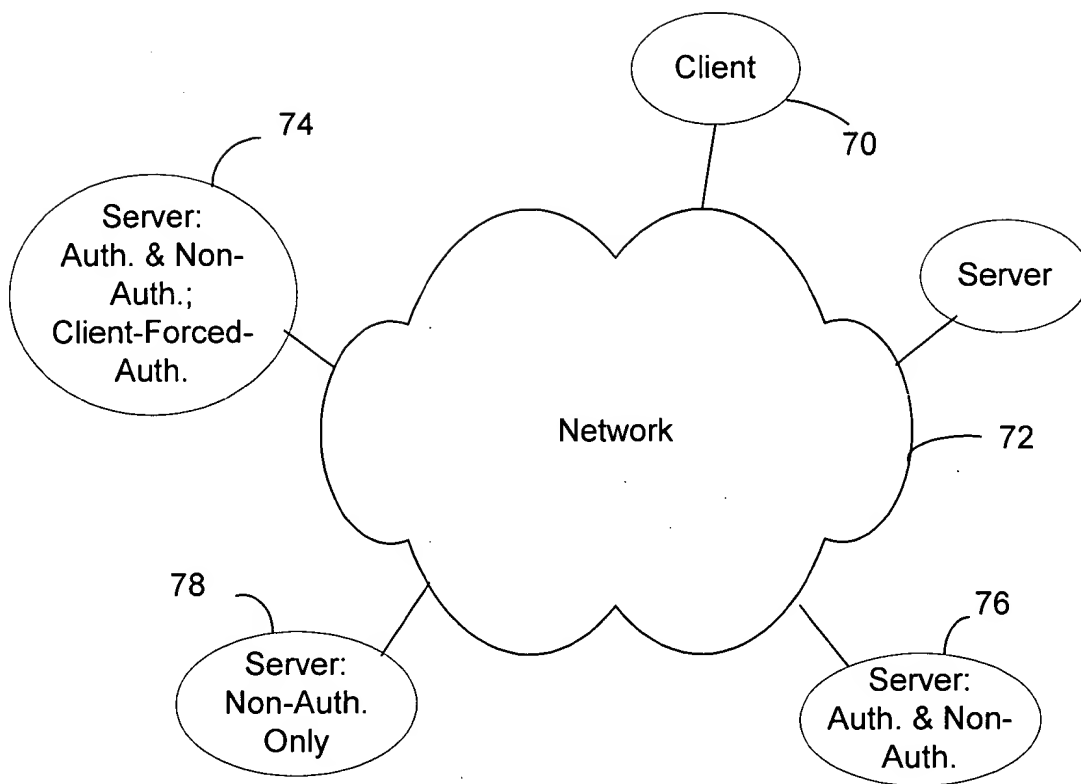 Client
70
74
Server:
Auth. & Non-
Auth.;
Client-Forced-
Auth.
Server
Network
72
78
Server:
Non-Auth.
Only
76
Server:
Auth. & Non-
Auth.